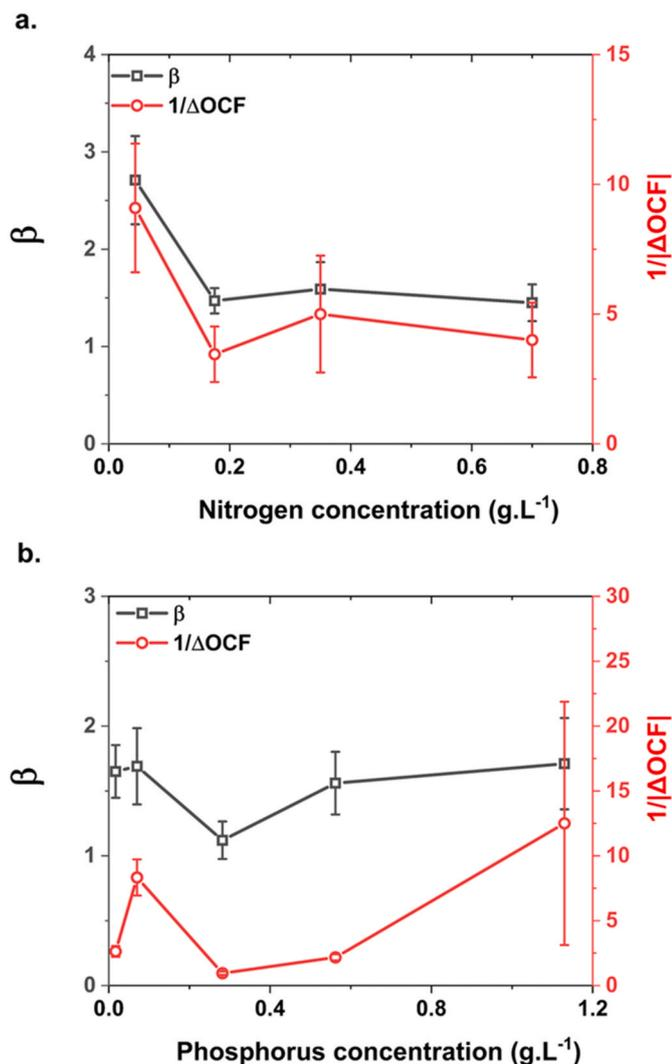 a.
4
3
2
1
0
β
β
1/ΔOCF
15
10
5
0
1/|ΔOCF|
0.0 0.2 0.4 0.6 0.8
Nitrogen concentration (g.L-1)
b.
3
2
1
0
β
β
1/ΔOCF
30
25
20
15
10
5
0
1/|ΔOCF|
0.0 0.4 0.8 1.2
Phosphorus concentration (g.L-1)